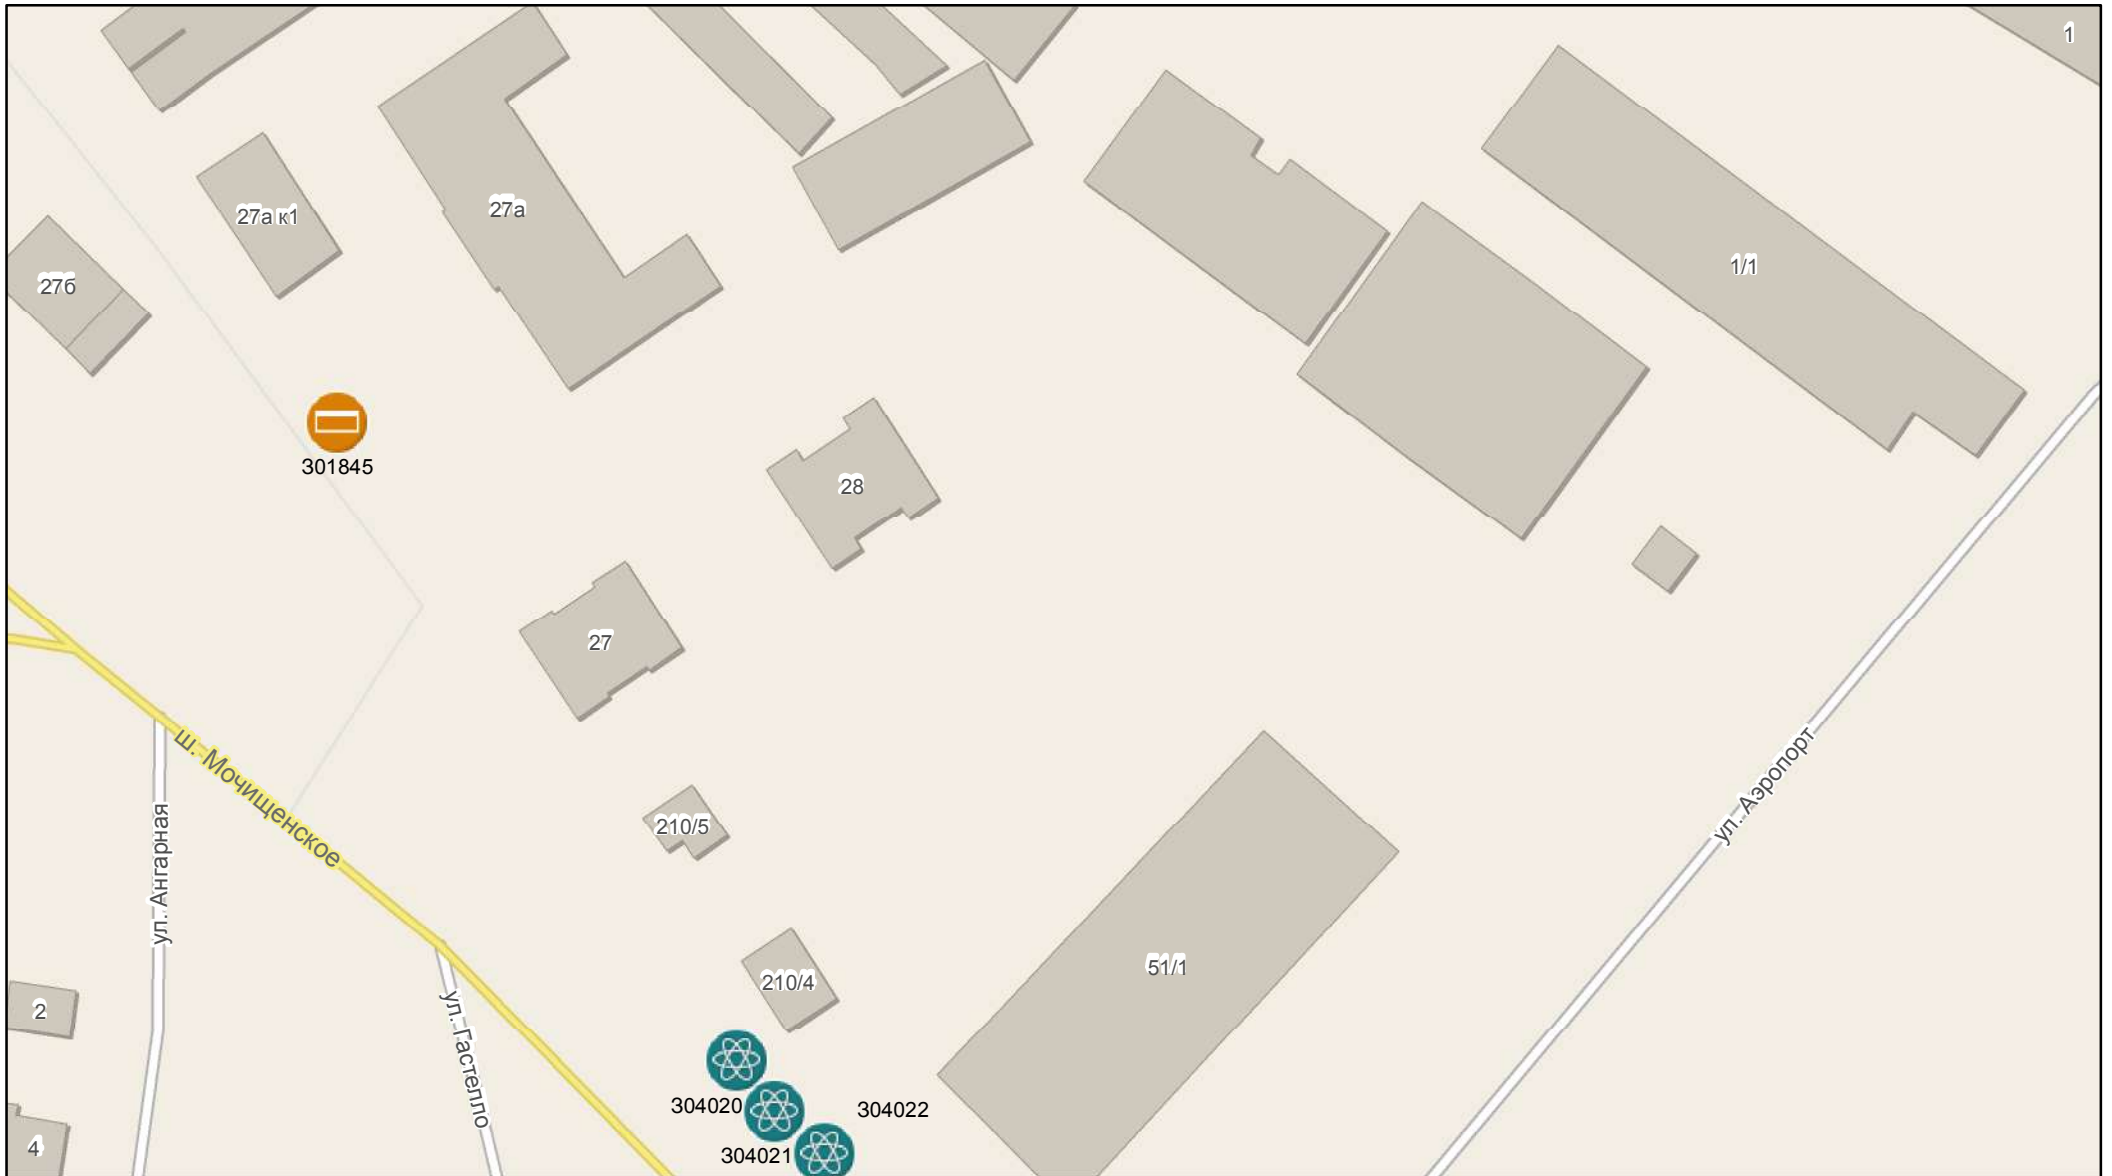 1
27а к1
27а
1/1
27б
301845
28
27
ш. Мочищенское
ул. Аэропорт
210/5
ул. Ангарная
51/1
210/4
2
ул. Гастелло
304020
304022
4
304021